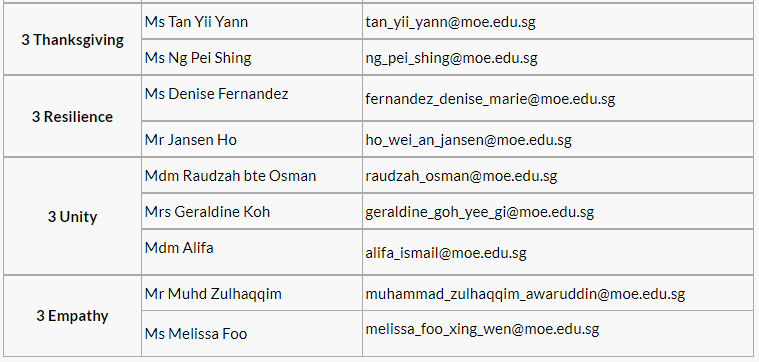 3 Thanksgiving
Ms Tan Yii Yann tan_yii_yann@moe.edu.sg
Ms Ng Pei Shing ng_pei_shing@moe.edu.sg
3 Resilience
Ms Denise Fernandez fernandez_denise_marie@moe.edu.sg
Mr Jansen Ho ho_wei_an_jansen@moe.edu.sg
3 Unity
Mdm Raudzah bte Osman raudzah_osman@moe.edu.sg
Mrs Geraldine Koh geraldine_goh_yee_gi@moe.edu.sg
Mdm Alifa alifa_ismail@moe.edu.sg
3 Empathy
Mr Muhd Zulhaqqim muhammad_zulhaqqim_awaruddin@moe.edu.sg
Ms Melissa Foo melissa_foo_xing_wen@moe.edu.sg